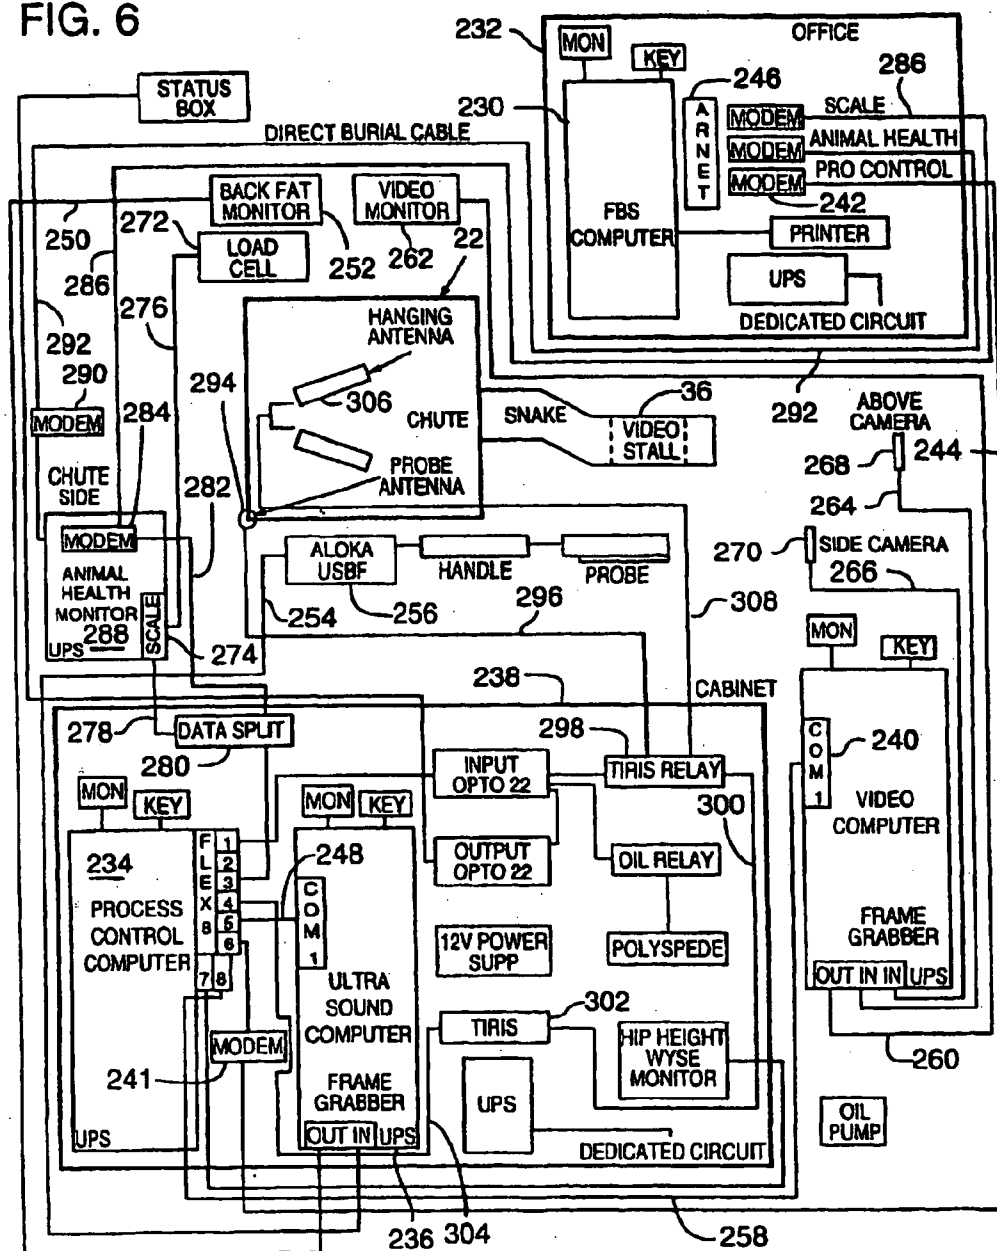 FIG. 6
232
OFFICE
MON
KEY
246
286
230
STATUS
BOX
A
R
N
E
T
MODEM
SCALE
DIRECT BURIAL CABLE
MODEM
ANIMAL HEALTH
MODEM
PRO CONTROL
242
BACK FAT
MONITOR
VIDEO
MONITOR
FBS
COMPUTER
PRINTER
250
272
22
LOAD
CELL
252
262
UPS
286
276
DEDICATED CIRCUIT
HANGING
ANTENNA
292
290
294
306
36
292
ABOVE
CAMERA
MODEM
284
CHUTE
SNAKE
VIDEO
STALL
268
244
CHUTE
SIDE
282
PROBE
ANTENNA
264
MODEM
ALOKA
USBF
HANDLE
PROBE
270
SIDE CAMERA
266
ANIMAL
HEALTH
MONITOR
288
UPS
SCALE
274
254
256
296
308
MON
KEY
238
CABINET
278
DATA SPLIT
280
298
INPUT
OPTO 22
TIRIS RELAY
COM 1
240
MON
KEY
MON
KEY
300
VIDEO
COMPUTER
234
FLEX 8
1
2
3
4
5
6
7
8
248
OUTPUT
OPTO 22
OIL RELAY
PROCESS
CONTROL
COMPUTER
COM 1
12V POWER
SUPP
POLYSPEDE
FRAME
GRABBER
OUT IN IN
UPS
ULTRA
SOUND
COMPUTER
302
TIRIS
MODEM
HIP HEIGHT
WYSE
MONITOR
241
260
FRAME
GRABBER
UPS
OIL
PUMP
UPS
OUT IN
UPS
DEDICATED CIRCUIT
236
304
258